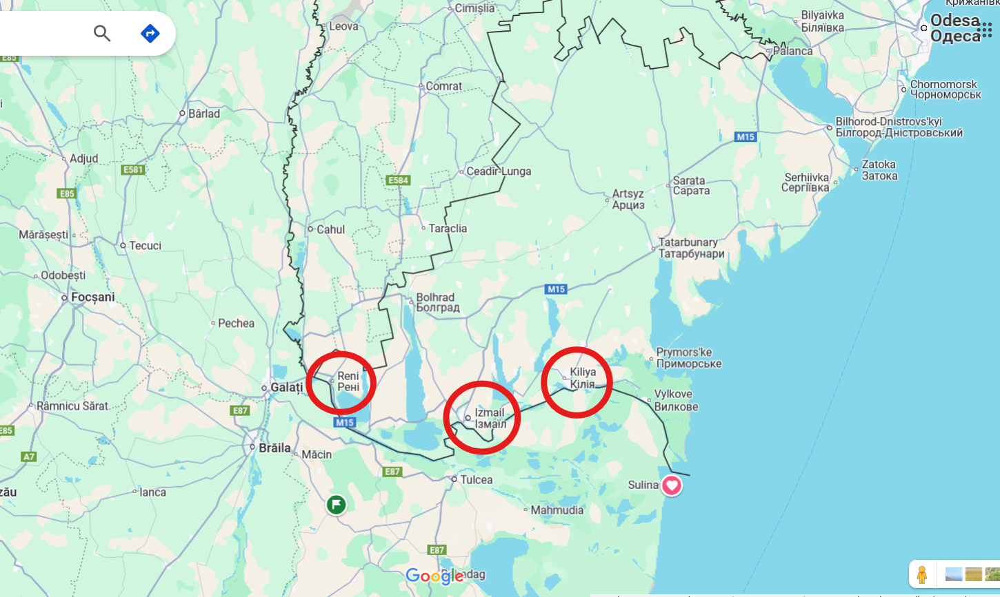 Крижанівк
Cimișlia
Bilyaivka
Біляївка
Odesa
Одеса
Leova
Palanca
E85
Comrat
Chornomorsk
Чорноморськ
i
Bârlad
Bilhorod-Dnistrovs'kyi
Білгород-Дністровський
M15
Adjud
E581
Ceadîr-Lunga
Zatoka
Затока
E584
Serhiivka
Сергіївка
Sarata
Сарата
E85
Artsyz
Арциз
Mărășești
Cahul
Taraclia
Tecuci
Tatarbunary
Татарбунари
Odobești
M15
Focșani
Bolhrad
Болград
Pechea
Prymors'ke
Приморське
Reni
Рені
Kiliya
Кілія
Galați
Vylkove
Вилкове
Râmnicu Sărat
E87
Izmail
Ізмаїл
M15
E85
Brăila
Măcin
A7
E87
Tulcea
Sulina
zău
Ianca
Mahmudia
E87
Google
dag